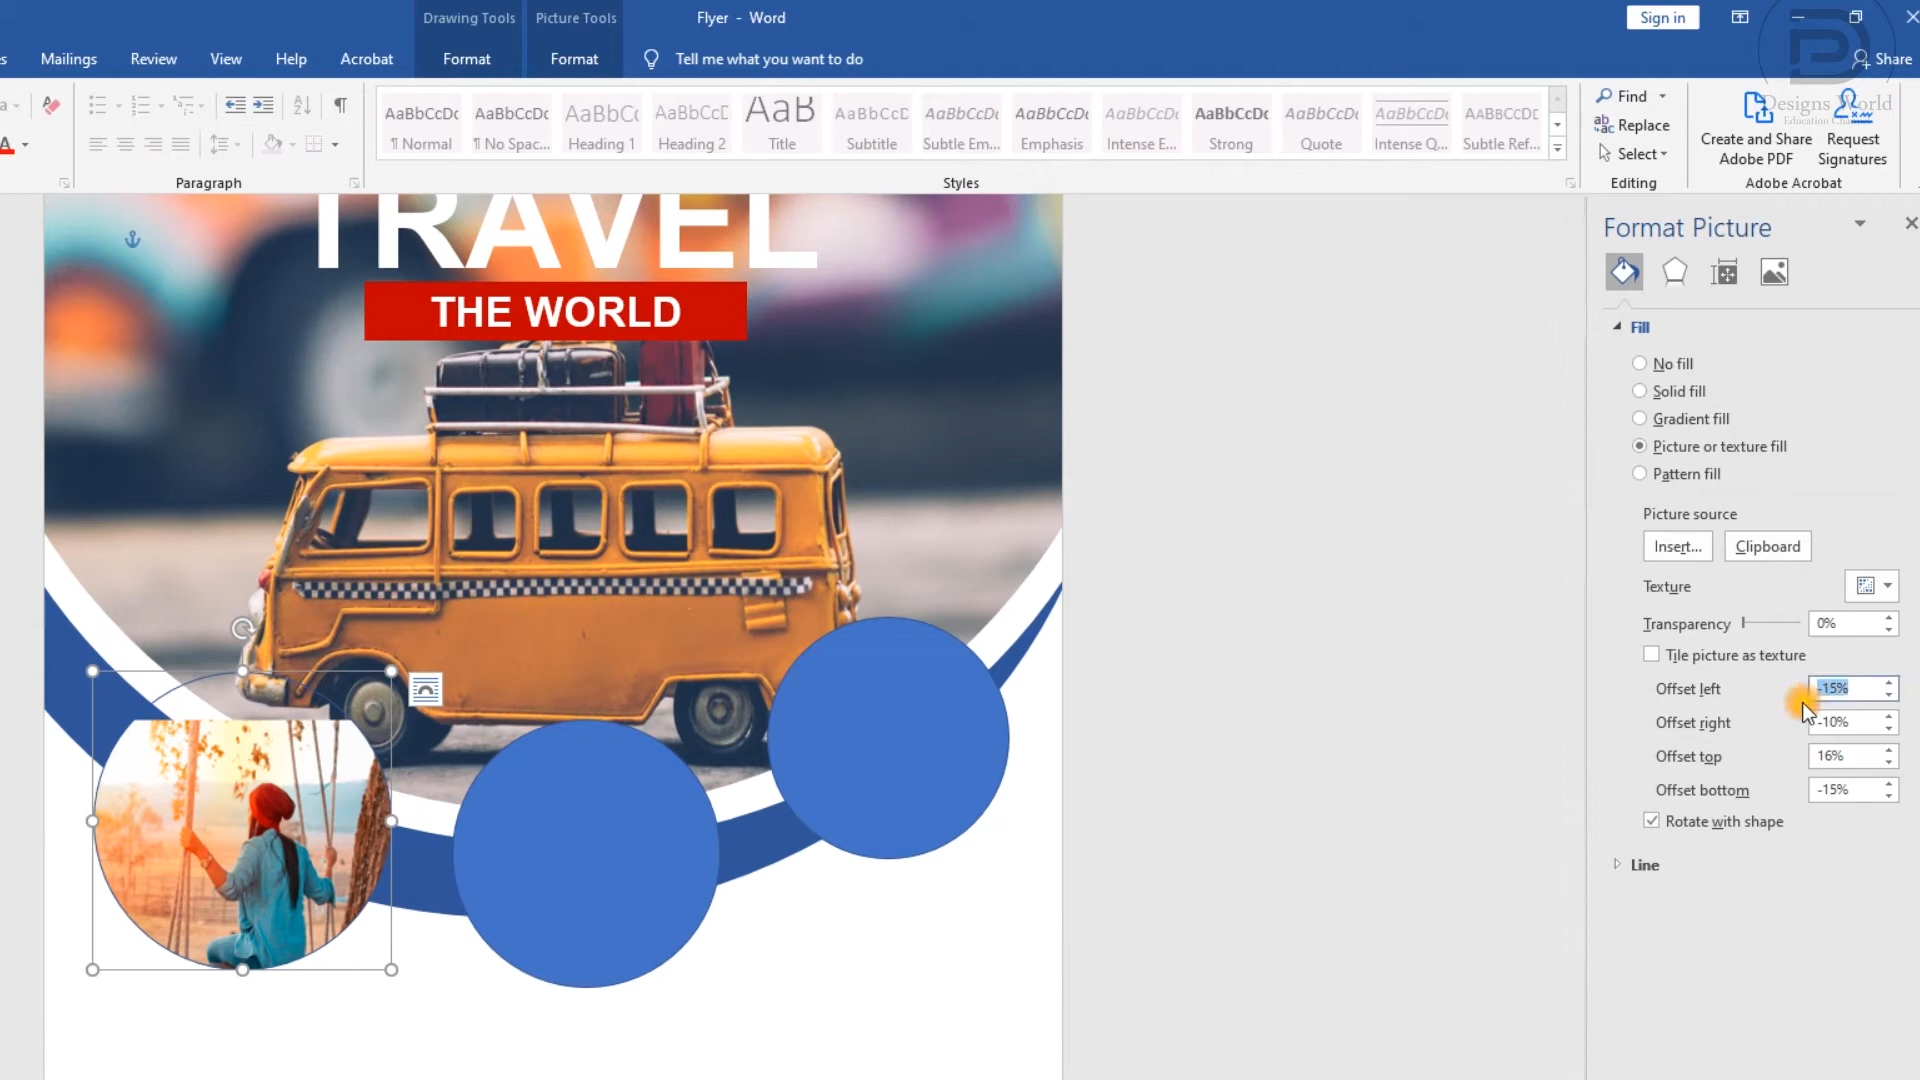 Drawing Tools
Picture Tools
Flyer - Word
Sign in
Mailings
Review
View
Help
Acrobat
Format
Format
Tell me what you want to do
Share
AaBbCcDc
AaBbCcDc
AaBbCc
AaBbCcD
AaB
AaBbCcD
AaBbCcDc
AaBbCcDc
AaBbCcDc
AaBbCcDc
AaBbCcDc
AaBbCcDc
AABBCCDC
¶ Normal
¶ No Spac...
Heading 1
Heading 2
Title
Subtitle
Subtle Em...
Emphasis
Intense E...
Strong
Quote
Intense Q...
Subtle Ref...
Find
Replace
Select
Create and Share
Adobe PDF
Request
Signatures
Designs World
Paragraph
Styles
Editing
Adobe Acrobat
TRAVEL
THE WORLD
Format Picture
Fill
No fill
Solid fill
Gradient fill
Picture or texture fill
Pattern fill
Picture source
Insert...
Clipboard
Texture
Transparency
0%
Tile picture as texture
Offset left
-15%
Offset right
-10%
Offset top
16%
Offset bottom
-15%
Rotate with shape
Line